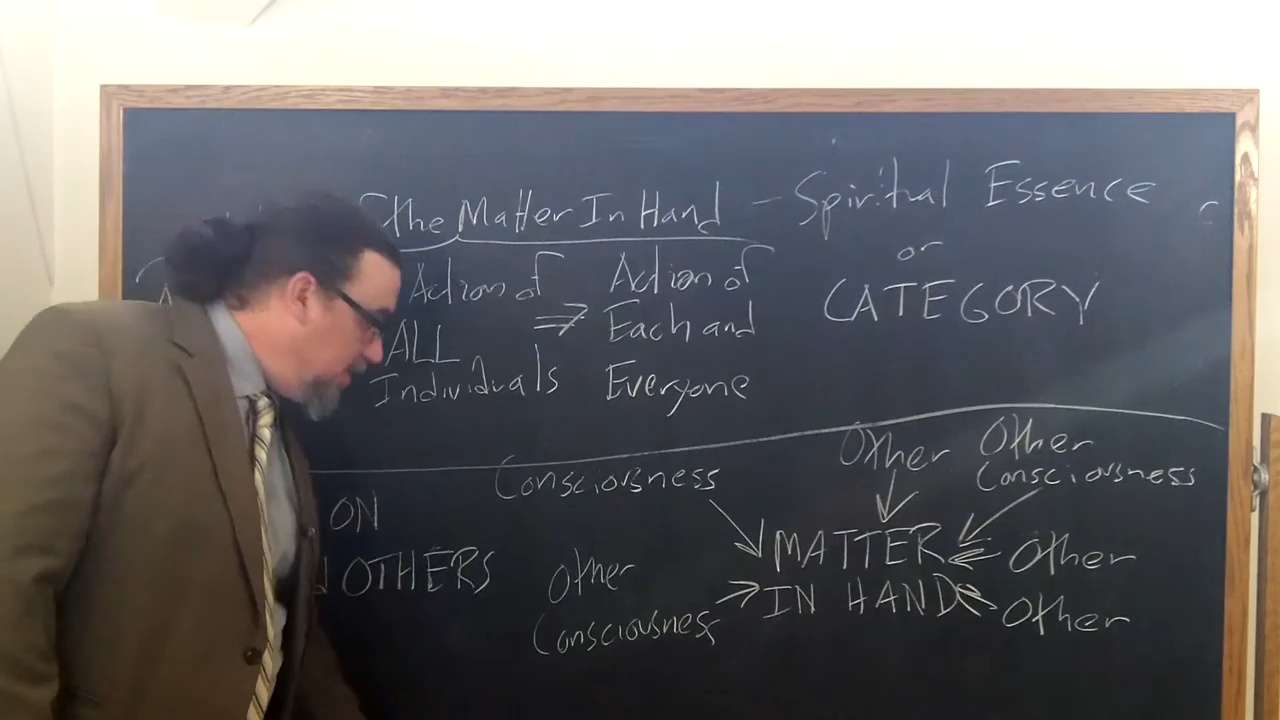 the Matter In Hand – Spiritual Essence
or
CATEGORY
Action of
ALL
Individuals
⇒
Action of
Each and
Everyone
ON
OTHERS
Consciousness
Other
Other
Consciousness
MATTER
IN HAND
Other
Other
Other
Consciousness